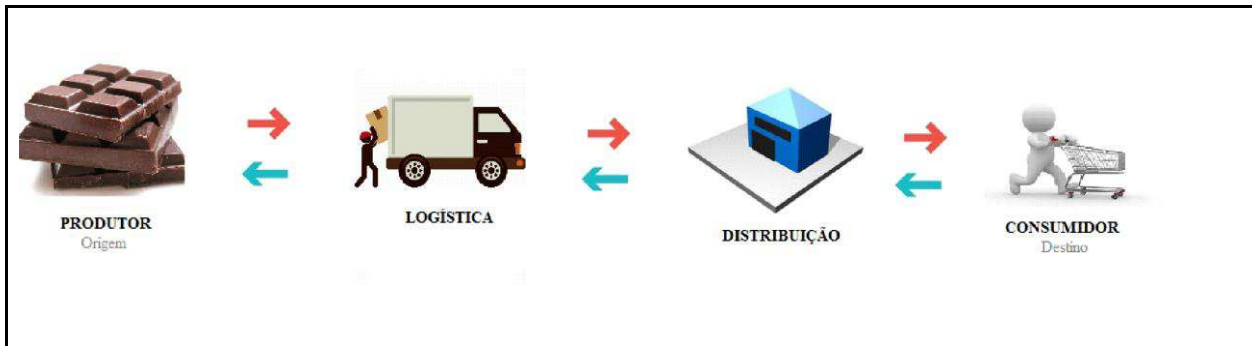 PRODUTOR
Origem
LOGÍSTICA
DISTRIBUIÇÃO
CONSUMIDOR
Destino